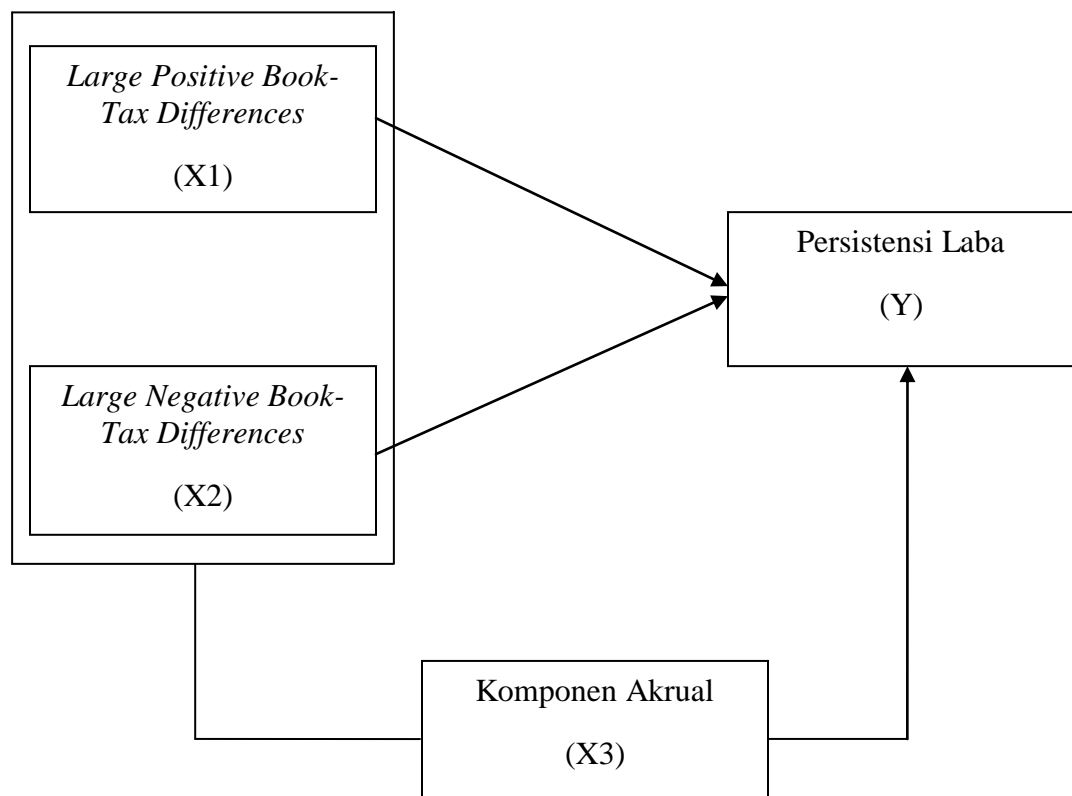 Large Positive Book-
Tax Differences
(X1)
Persistensi Laba
(Y)
Large Negative Book-
Tax Differences
(X2)
Komponen Akrual
(X3)